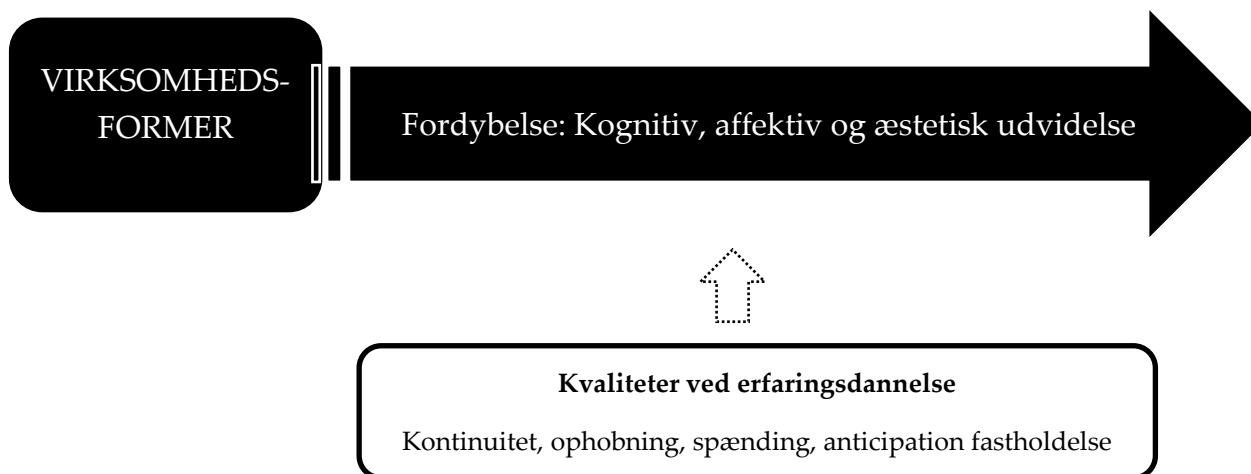 VIRKSOMHEDS-
FORMER
Fordybelse: Kognitiv, affektiv og æstetisk udvidelse
Kvaliteter ved erfaringsdannelse
Kontinuitet, ophobning, spænding, anticipation fastholdelse